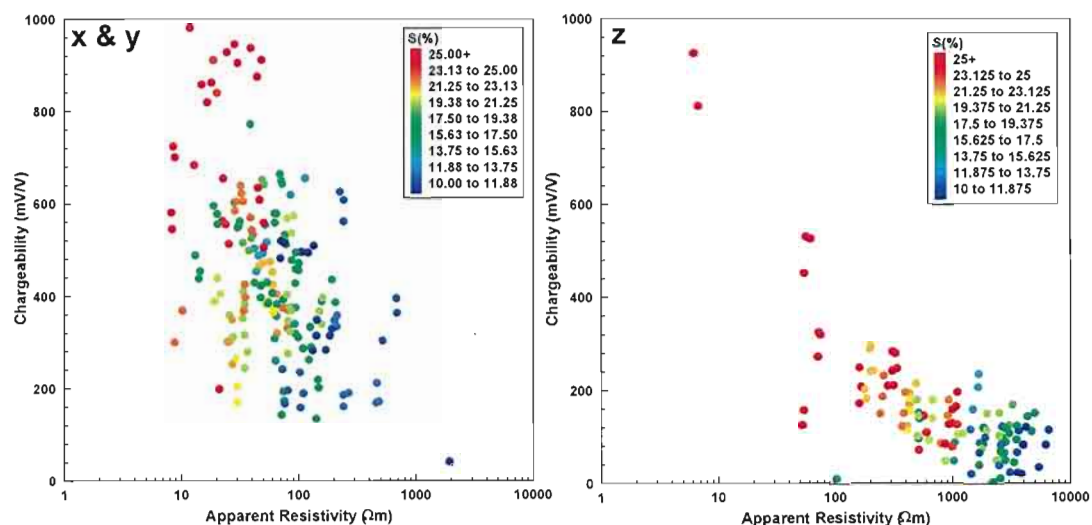 x & y
S(%)
25.00+
23.13 to 25.00
21.25 to 23.13
19.38 to 21.25
17.50 to 19.38
15.63 to 17.50
13.75 to 15.63
11.88 to 13.75
10.00 to 11.88
1000
800
600
400
200
0
Chargeability (mV/V)
1
10
100
1000
10000
Apparent Resistivity (Ωm)
z
S(%)
25+
23.125 to 25
21.25 to 23.125
19.375 to 21.25
17.5 to 19.375
15.625 to 17.5
13.75 to 15.625
11.875 to 13.75
10 to 11.875
1000
800
600
400
200
0
Chargeability (mV/V)
1
10
100
1000
10000
Apparent Resistivity (Ωm)